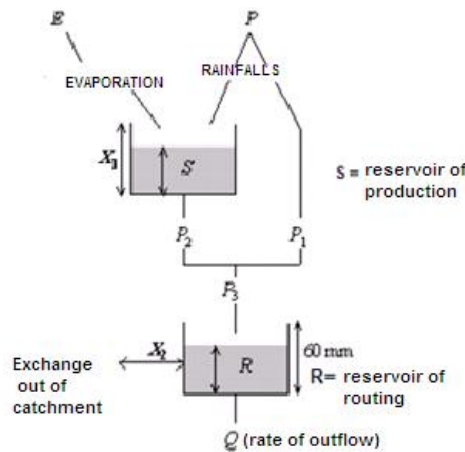 E P
EVAPORATION RAINFALLS
X1 S S = reservoir of
production
P2 P1
P3
Exchange
out of
catchment
X2 R 60 mm
R= reservoir of
routing
Q (rate of outflow)